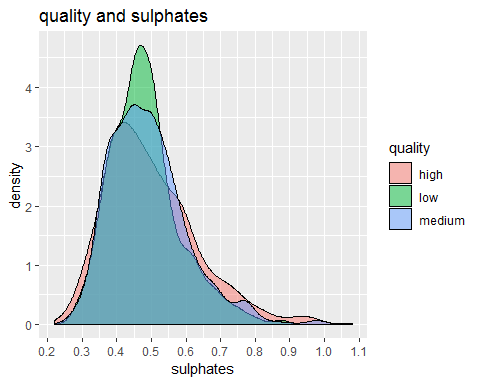 quality and sulphates
density
4
3
2
1
0
0.2 0.3 0.4 0.5 0.6 0.7 0.8 0.9 1.0 1.1
sulphates
quality
high
low
medium